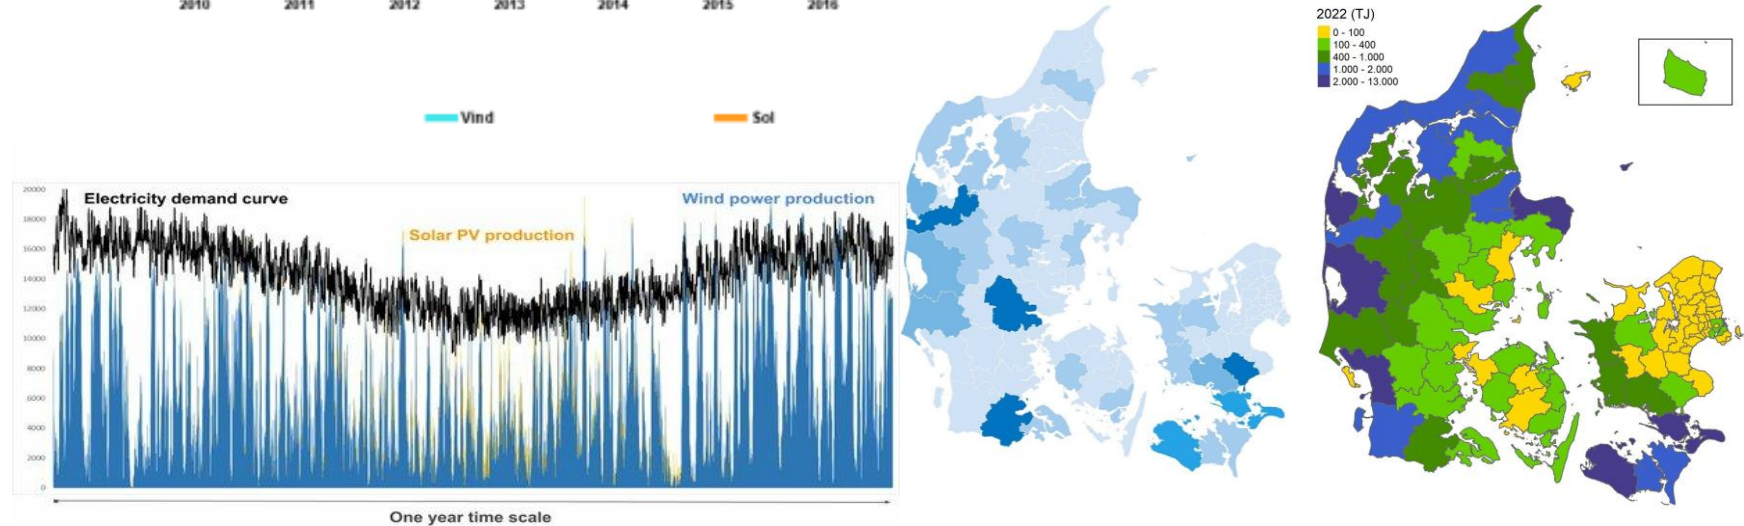 2010 2011 2012 2013 2014 2015 2016
Vind Sol
20000
18000
16000
14000
12000
10000
8000
6000
4000
2000
0
Electricity demand curve
Solar PV production
Wind power production
One year time scale
2022 (TJ)
0 - 100
100 - 400
400 - 1.000
1.000 - 2.000
2.000 - 13.000